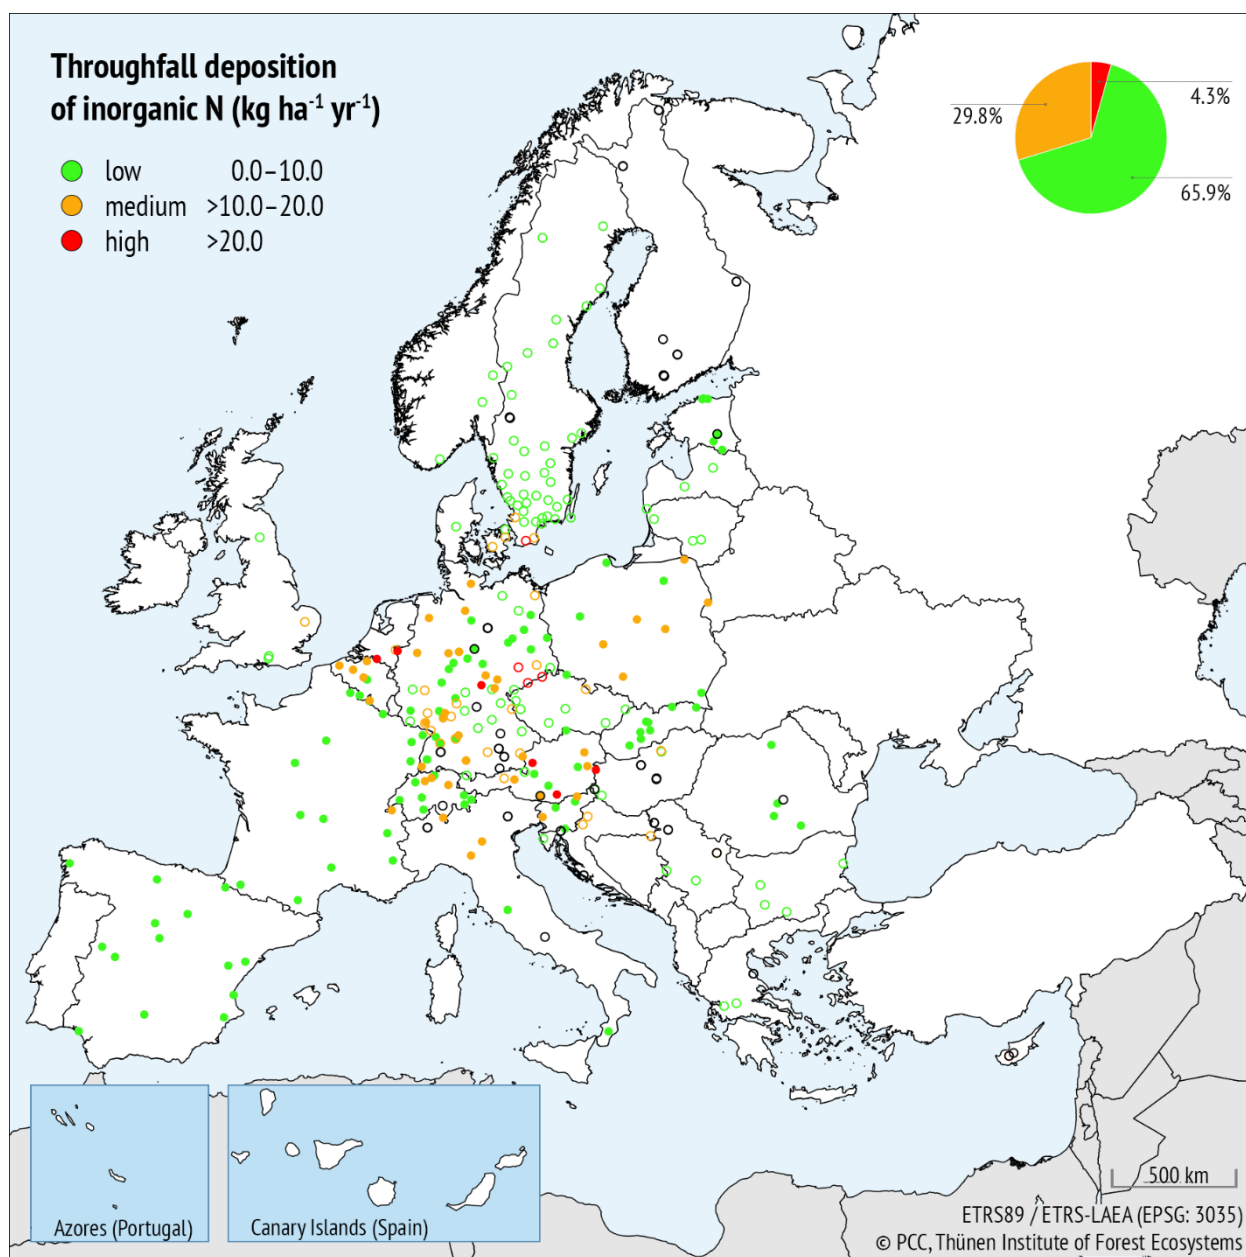 Throughfall deposition
of inorganic N (kg ha⁻¹ yr⁻¹)
low 0.0–10.0
medium >10.0–20.0
high >20.0
4.3%
29.8%
65.9%
Azores (Portugal)
Canary Islands (Spain)
500 km
ETRS89 / ETRS-LAEA (EPSG: 3035)
© PCC, Thünen Institute of Forest Ecosystems